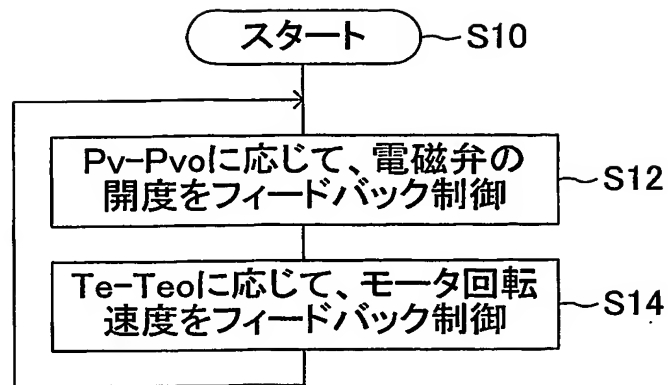 スタート
S10
Pv-Pvoに応じて、電磁弁の
開度をフィードバック制御
S12
Te-Teoに応じて、モータ回転
速度をフィードバック制御
S14